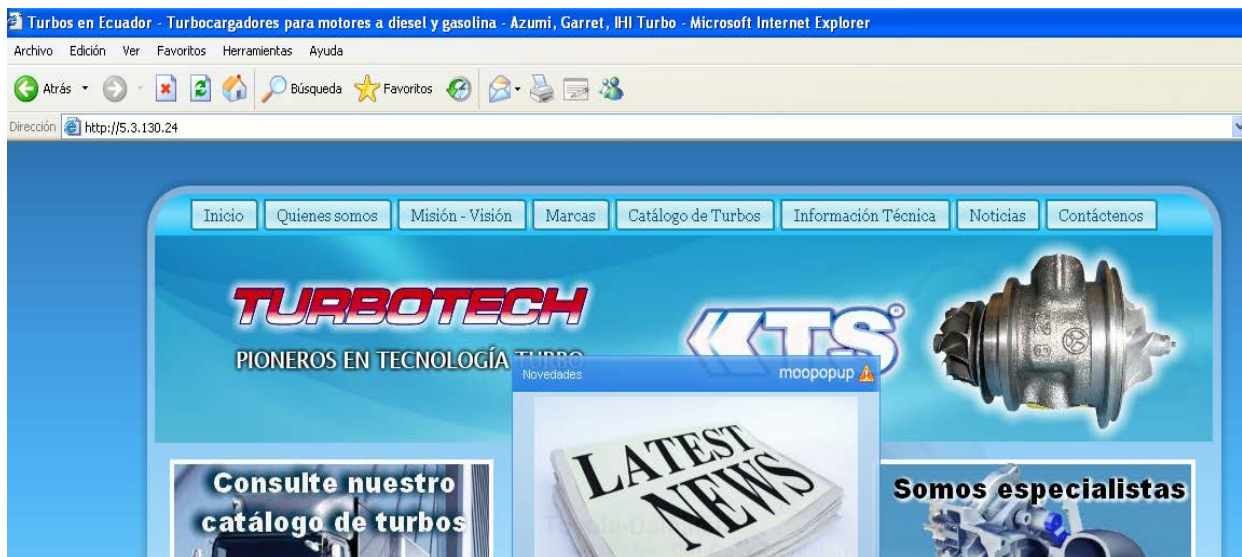 Turbos en Ecuador - Turbocargadores para motores a diesel y gasolina - Azumi, Garret, IHI Turbo - Microsoft Internet Explorer
Archivo Edición Ver Favoritos Herramientas Ayuda
Atrás Búsqueda Favoritos
Dirección http://5.3.130.24
Inicio Quienes somos Misión - Visión Marcas Catálogo de Turbos Información Técnica Noticias Contáctenos
TURBOTECH
KTS®
PIONEROS EN TECNOLOGÍA TURBO
Novedades moopopup
LATEST
NEWS
Consulte nuestro
catálogo de turbos
Somos especialistas